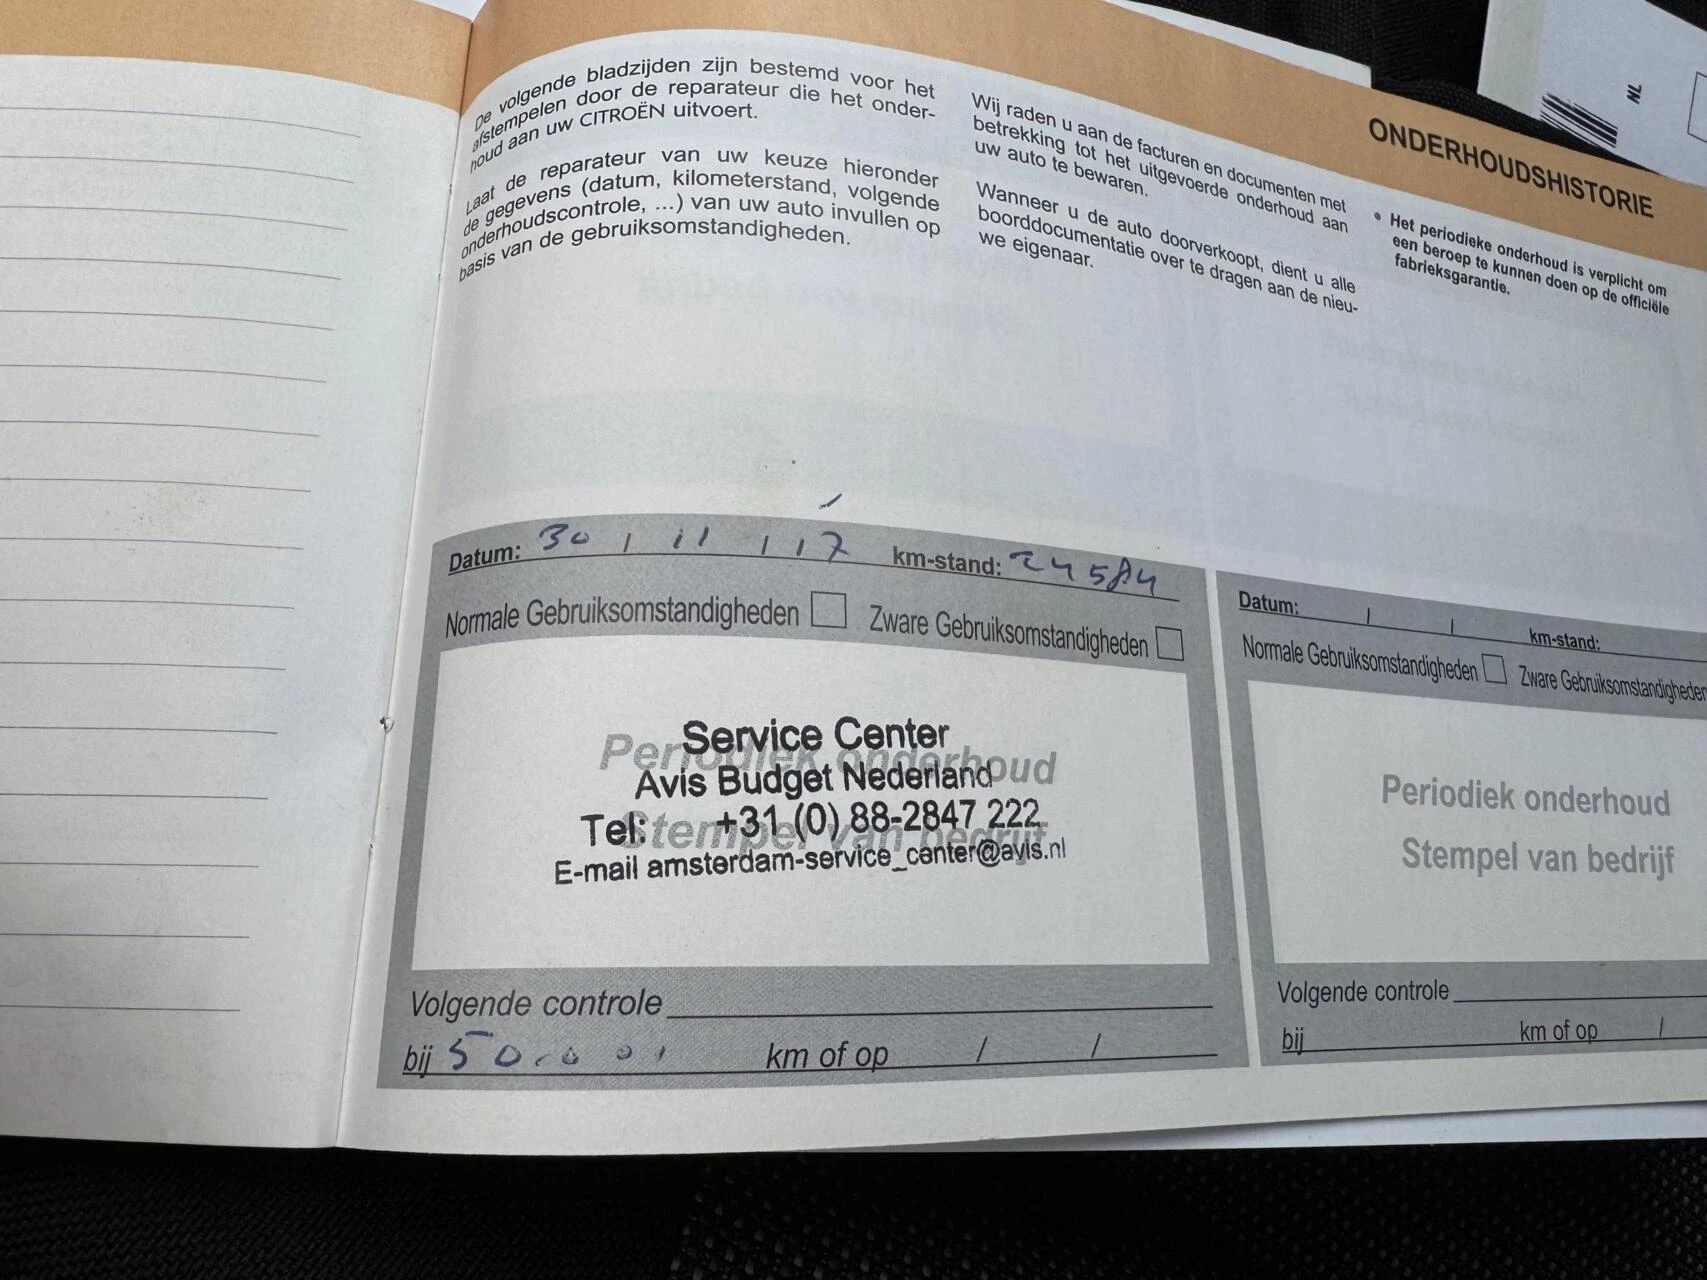 NL
ONDERHOUDSHISTORIE
De volgende bladzijden zijn bestemd voor het
afstempelen door de reparateur die het onder-
houd aan uw CITROËN uitvoert.
Laat de reparateur van uw keuze hieronder
de gegevens (datum, kilometerstand, volgende
onderhoudscontrole, ...) van uw auto invullen op
basis van de gebruiksomstandigheden.
Wij raden u aan de facturen en documenten met
betrekking tot het uitgevoerde onderhoud aan
uw auto te bewaren.
Wanneer u de auto doorverkoopt, dient u alle
boorddocumentatie over te dragen aan de nieu-
we eigenaar.
• Het periodieke onderhoud is verplicht om
een beroep te kunnen doen op de officiële
fabrieksgarantie.
Datum: 30 / 11 / 17 km-stand: 24584
Normale Gebruiksomstandigheden Zware Gebruiksomstandigheden
Periodiek onderhoud
Stempel van bedrijf
Service Center
Avis Budget Nederland
Tel: +31 (0) 88-2847 222
E-mail amsterdam-service_center@avis.nl
Volgende controle
bij 50.000 km of op / /
Datum: / / km-stand:
Normale Gebruiksomstandigheden Zware Gebruiksomstandigheden
Periodiek onderhoud
Stempel van bedrijf
Volgende controle
bij km of op /